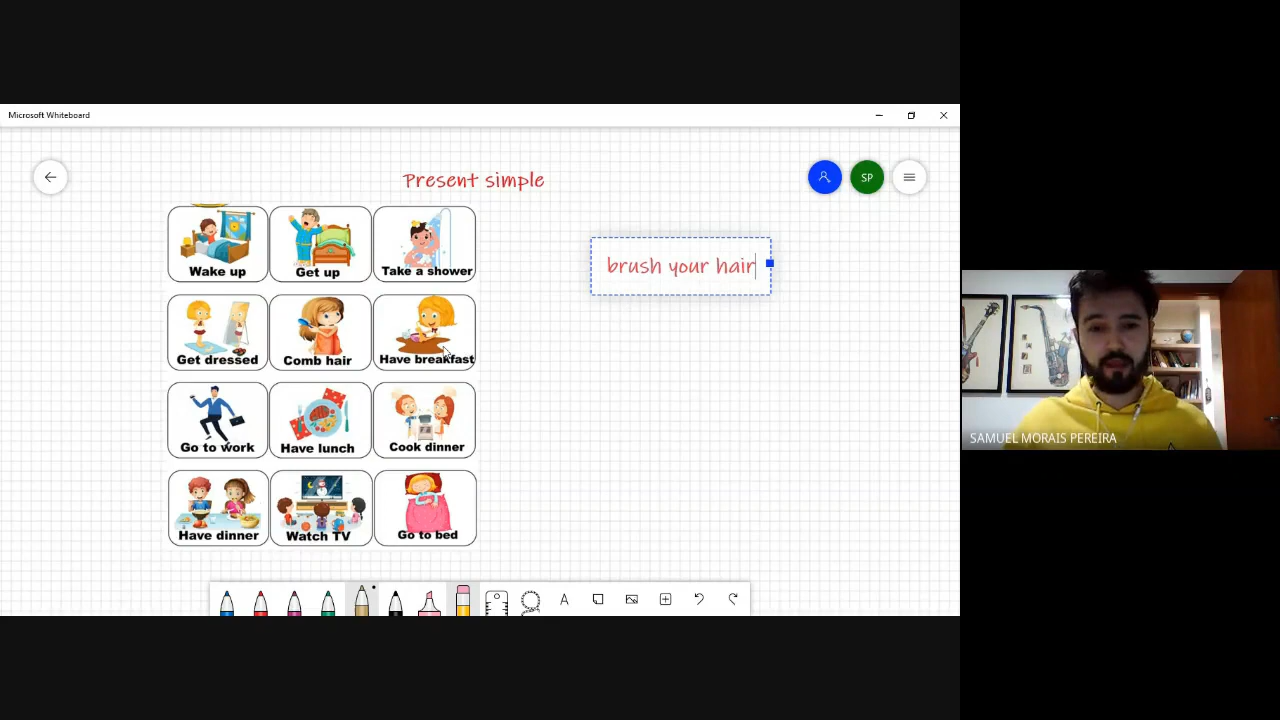 Microsoft Whiteboard
Present simple
SP
Wake up
Get up
Take a shower
brush your hair
Get dressed
Comb hair
Have breakfast
Go to work
Have lunch
Cook dinner
SAMUEL MORAIS PEREIRA
Have dinner
Watch TV
Go to bed
A